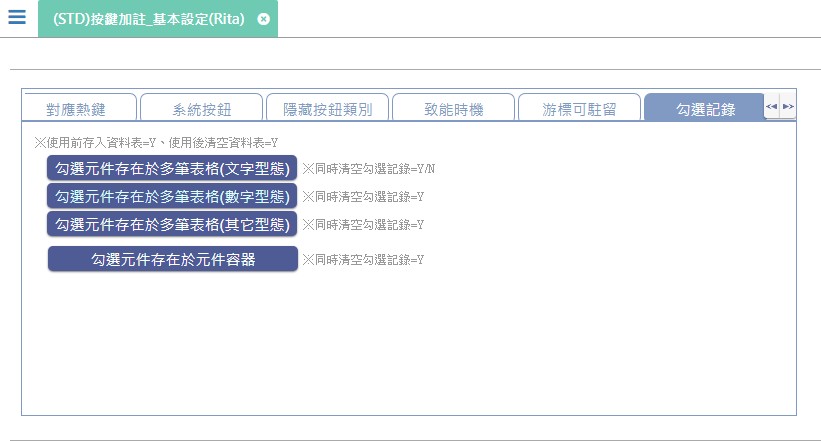 (STD)按鍵加註_基本設定(Rita)
對應熱鍵 系統按鈕 隱藏按鈕類別 致能時機 游標可駐留 勾選記錄
※使用前存入資料表=Y、使用後清空資料表=Y
勾選元件存在於多筆表格(文字型態) ※同時清空勾選記錄=Y/N
勾選元件存在於多筆表格(數字型態) ※同時清空勾選記錄=Y
勾選元件存在於多筆表格(其它型態) ※同時清空勾選記錄=Y
勾選元件存在於元件容器 ※同時清空勾選記錄=Y